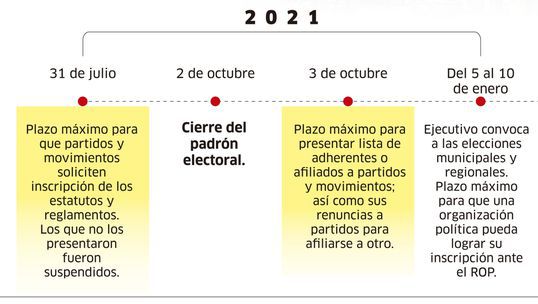 2021
31 de julio
Plazo máximo para
que partidos y
movimientos
soliciten
inscripción de los
estatutos y
reglamentos.
Los que no los
presentaron
fueron
suspendidos.
2 de octubre
Cierre del
padrón
electoral.
3 de octubre
Plazo máximo para
presentar lista de
adherentes o
afiliados a partidos
y movimientos;
así como sus
renuncias a
partidos para
afiliarse a otro.
Del 5 al 10
de enero
Ejecutivo convoca
a las elecciones
municipales y
regionales.
Plazo máximo
para que una
organización
política pueda
lograr su
inscripción ante
el ROP.